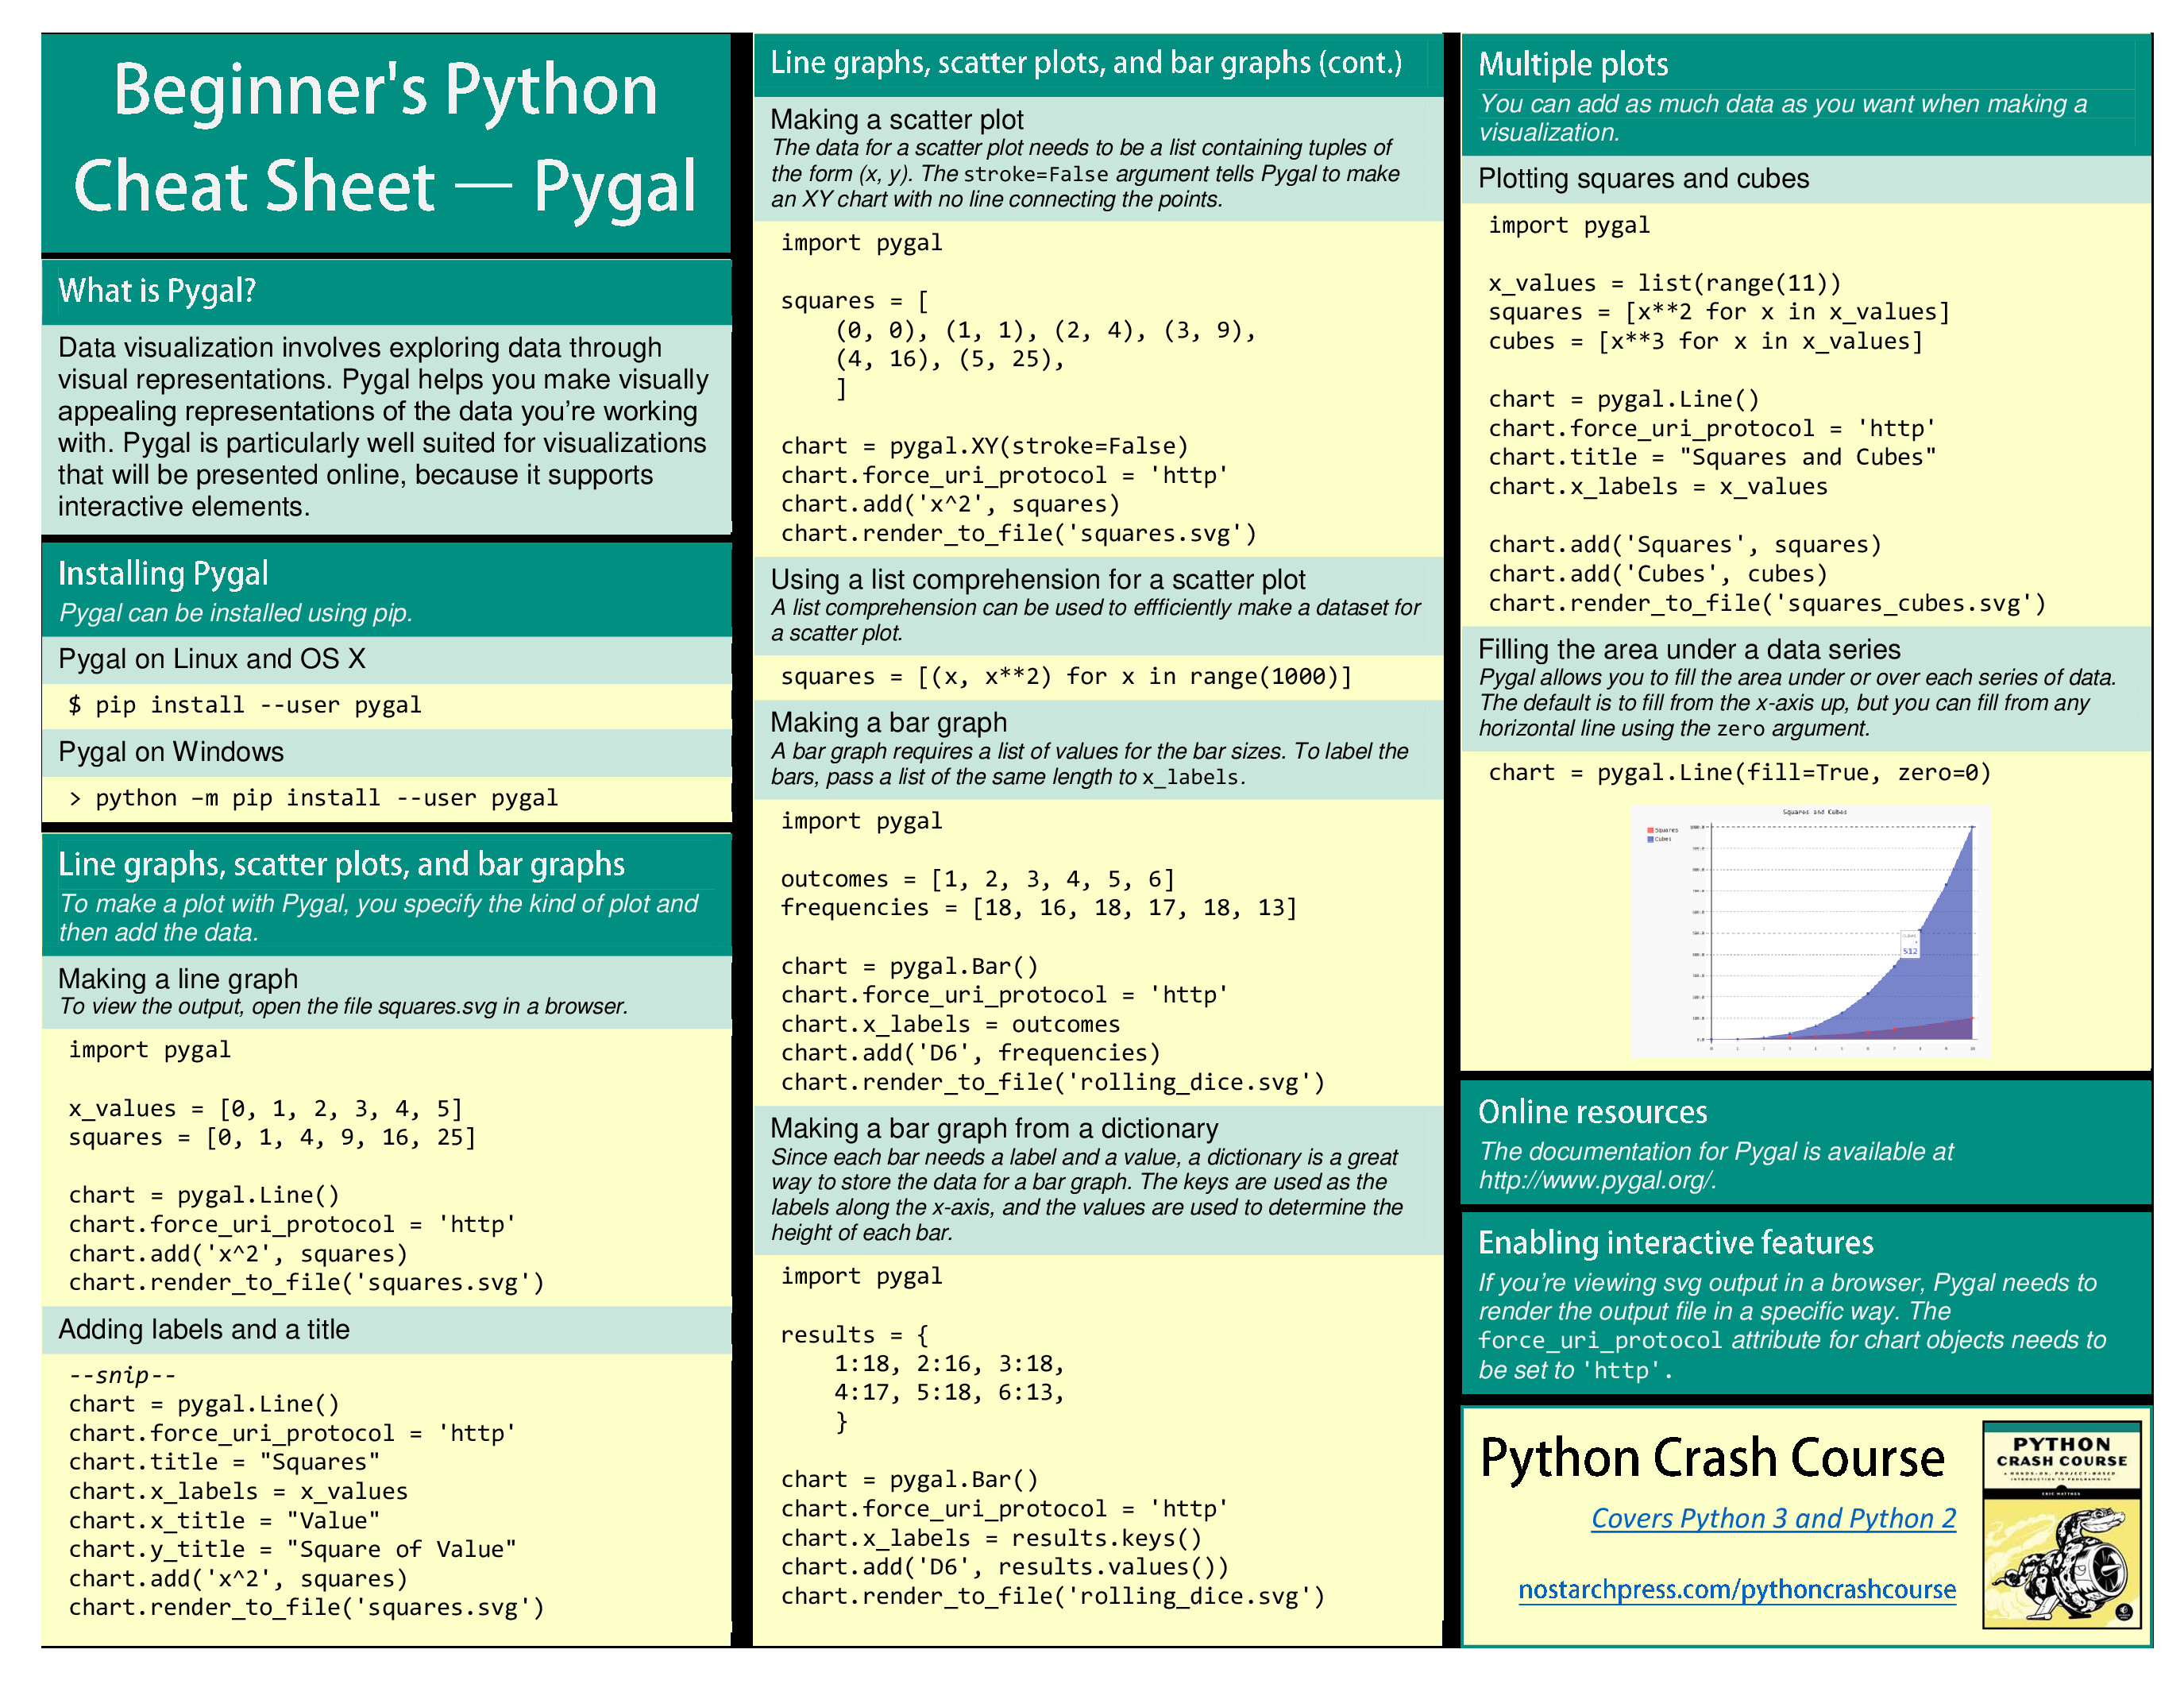 Beginner's Python
Cheat Sheet — Pygal
What is Pygal?
Data visualization involves exploring data through
visual representations. Pygal helps you make visually
appealing representations of the data you’re working
with. Pygal is particularly well suited for visualizations
that will be presented online, because it supports
interactive elements.
Installing Pygal
Pygal can be installed using pip.
Pygal on Linux and OS X
$ pip install --user pygal
Pygal on Windows
> python –m pip install --user pygal
Line graphs, scatter plots, and bar graphs
To make a plot with Pygal, you specify the kind of plot and
then add the data.
Making a line graph
To view the output, open the file squares.svg in a browser.
import pygal
x_values = [0, 1, 2, 3, 4, 5]
squares = [0, 1, 4, 9, 16, 25]
chart = pygal.Line()
chart.force_uri_protocol = 'http'
chart.add('x^2', squares)
chart.render_to_file('squares.svg')
Adding labels and a title
--snip--
chart = pygal.Line()
chart.force_uri_protocol = 'http'
chart.title = "Squares"
chart.x_labels = x_values
chart.x_title = "Value"
chart.y_title = "Square of Value"
chart.add('x^2', squares)
chart.render_to_file('squares.svg')
Line graphs, scatter plots, and bar graphs (cont.)
Making a scatter plot
The data for a scatter plot needs to be a list containing tuples of
the form (x, y). The stroke=False argument tells Pygal to make
an XY chart with no line connecting the points.
import pygal
squares = [
(0, 0), (1, 1), (2, 4), (3, 9),
(4, 16), (5, 25),
]
chart = pygal.XY(stroke=False)
chart.force_uri_protocol = 'http'
chart.add('x^2', squares)
chart.render_to_file('squares.svg')
Using a list comprehension for a scatter plot
A list comprehension can be used to effficiently make a dataset for
a scatter plot.
squares = [(x, x**2) for x in range(1000)]
Making a bar graph
A bar graph requires a list of values for the bar sizes. To label the
bars, pass a list of the same length to x_labels.
import pygal
outcomes = [1, 2, 3, 4, 5, 6]
frequencies = [18, 16, 18, 17, 18, 13]
chart = pygal.Bar()
chart.force_uri_protocol = 'http'
chart.x_labels = outcomes
chart.add('D6', frequencies)
chart.render_to_file('rolling_dice.svg')
Making a bar graph from a dictionary
Since each bar needs a label and a value, a dictionary is a great
way to store the data for a bar graph. The keys are used as the
labels along the x-axis, and the values are used to determine the
height of each bar.
import pygal
results = {
1:18, 2:16, 3:18,
4:17, 5:18, 6:13,
}
chart = pygal.Bar()
chart.force_uri_protocol = 'http'
chart.x_labels = results.keys()
chart.add('D6', results.values())
chart.render_to_file('rolling_dice.svg')
Multiple plots
You can add as much data as you want when making a
visualization.
Plotting squares and cubes
import pygal
x_values = list(range(11))
squares = [x**2 for x in x_values]
cubes = [x**3 for x in x_values]
chart = pygal.Line()
chart.force_uri_protocol = 'http'
chart.title = "Squares and Cubes"
chart.x_labels = x_values
chart.add('Squares', squares)
chart.add('Cubes', cubes)
chart.render_to_file('squares_cubes.svg')
Filling the area under a data series
Pygal allows you to fill the area under or over each series of data.
The default is to fill from the x-axis up, but you can fill from any
horizontal line using the zero argument.
chart = pygal.Line(fill=True, zero=0)
Squares and Cubes
Squares
Cubes
512
Online resources
The documentation for Pygal is available at
http://www.pygal.org/.
Enabling interactive features
If you’re viewing svg output in a browser, Pygal needs to
render the output file in a specific way. The
force_uri_protocol attribute for chart objects needs to
be set to 'http'.
Python Crash Course
Covers Python 3 and Python 2
nostarchpress.com/pythoncrashcourse
PYTHON
CRASH COURSE
A HANDS-ON, PROJECT-BASED
INTRODUCTION TO PROGRAMMING
ERIC MATTHES